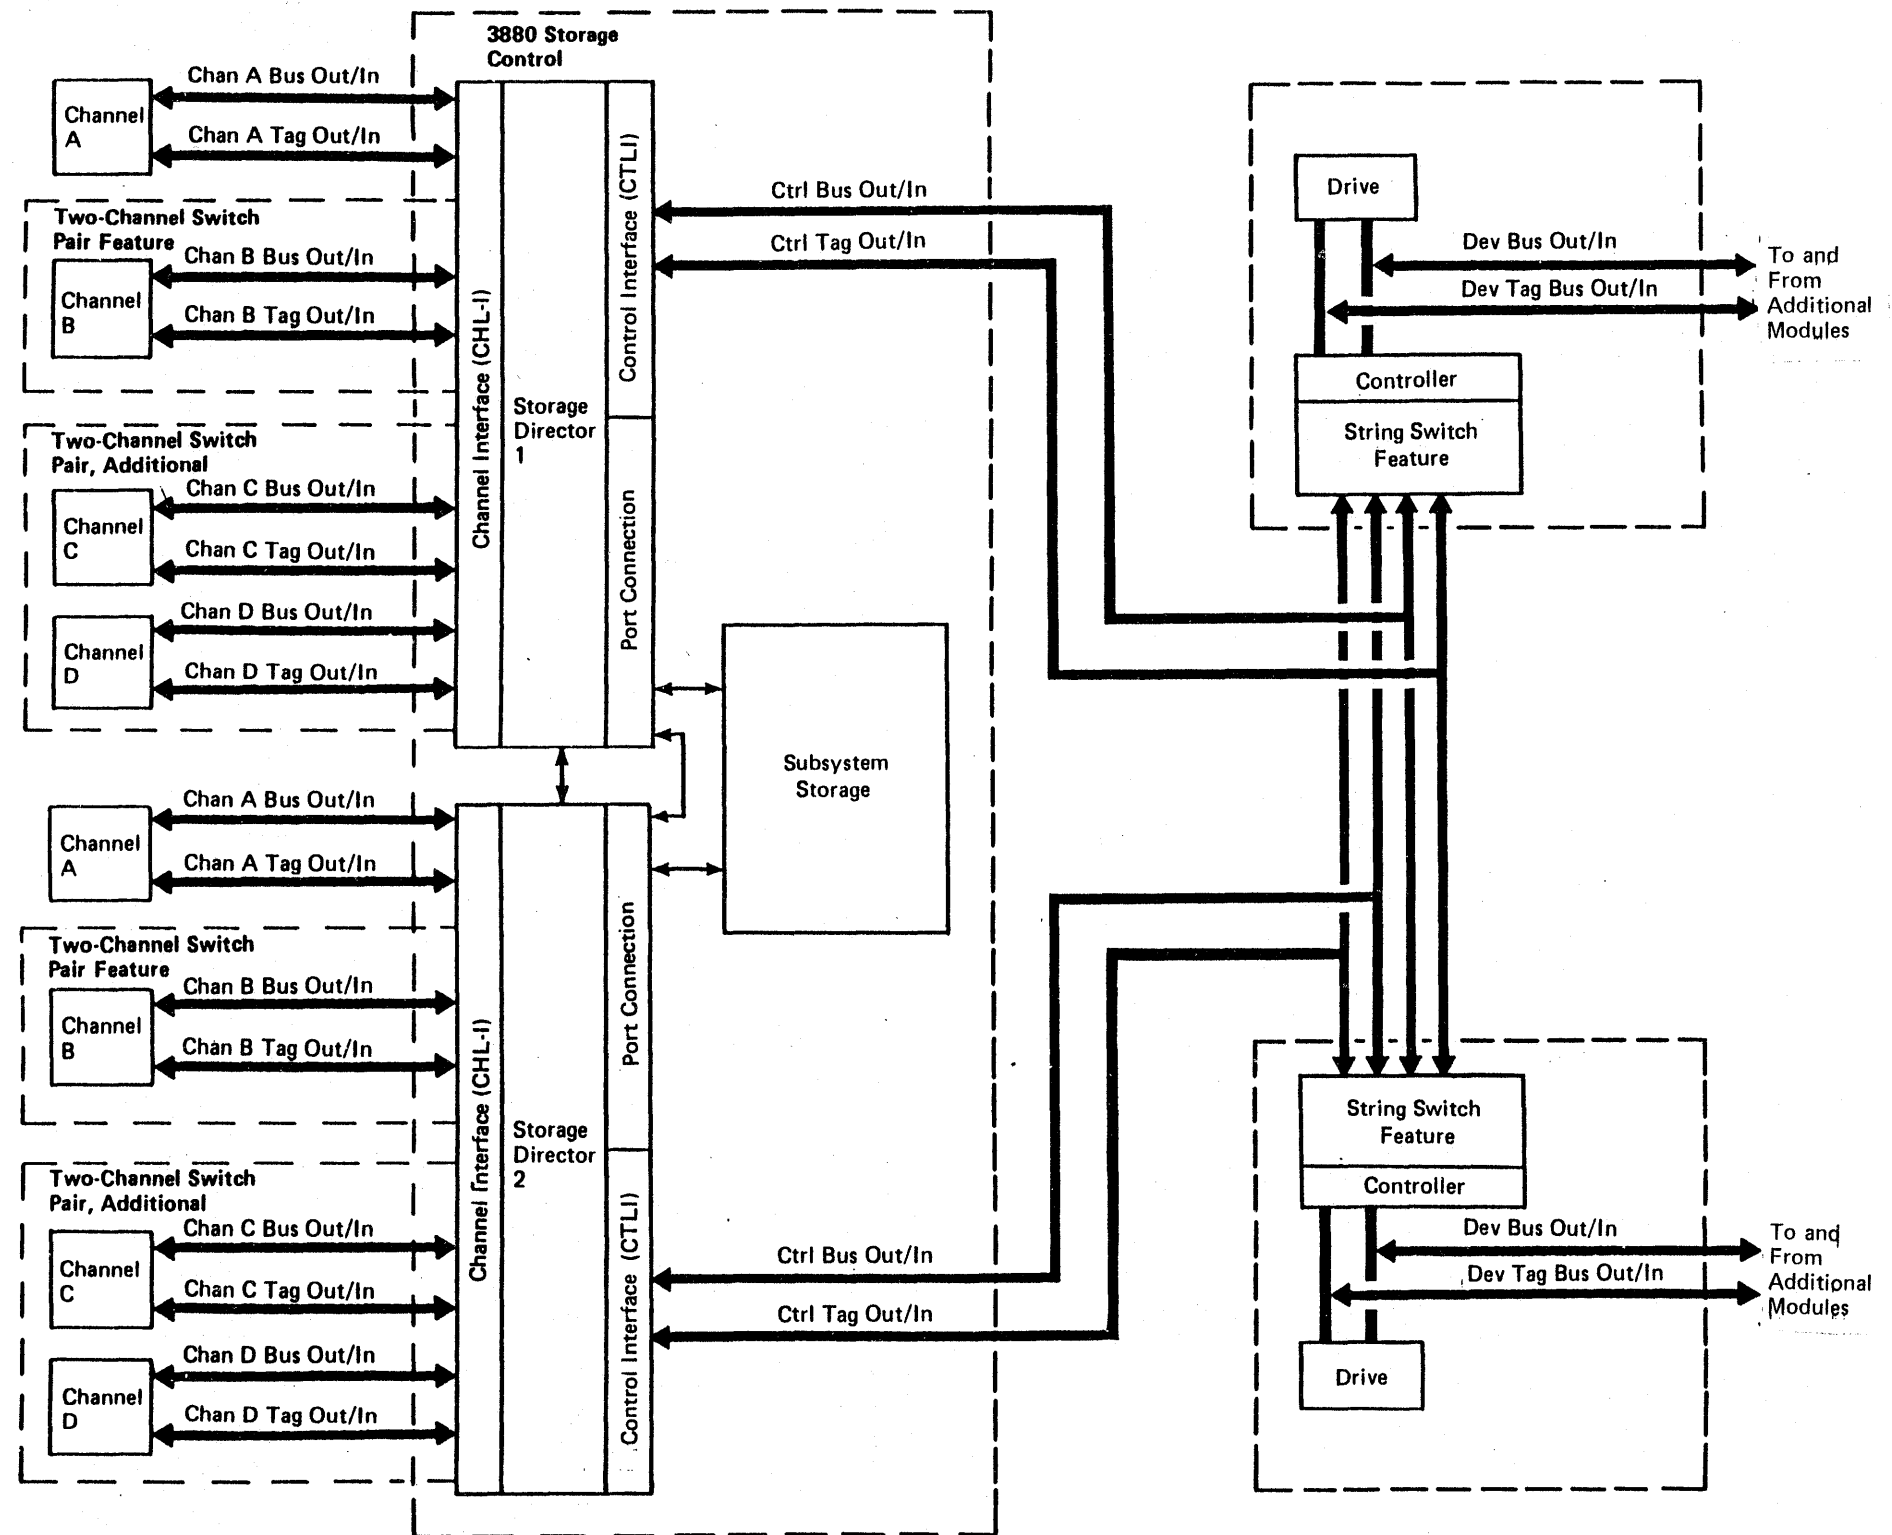 3880 Storage
Control
Chan A Bus Out/In
Channel
A
Chan A Tag Out/In
Two-Channel Switch
Pair Feature
Chan B Bus Out/In
Channel
B
Chan B Tag Out/In
Two-Channel Switch
Pair, Additional
Chan C Bus Out/In
Channel
C
Chan C Tag Out/In
Chan D Bus Out/In
Channel
D
Chan D Tag Out/In
Channel Interface (CHL-I)
Storage
Director
1
Control Interface (CTLI)
Port Connection
Ctrl Bus Out/In
Ctrl Tag Out/In
Subsystem
Storage
Drive
Dev Bus Out/In
Dev Tag Bus Out/In
To and
From
Additional
Modules
Controller
String Switch
Feature
Chan A Bus Out/In
Channel
A
Chan A Tag Out/In
Two-Channel Switch
Pair Feature
Chan B Bus Out/In
Channel
B
Chan B Tag Out/In
Two-Channel Switch
Pair, Additional
Chan C Bus Out/In
Channel
C
Chan C Tag Out/In
Chan D Bus Out/In
Channel
D
Chan D Tag Out/In
Channel Interface (CHL-I)
Storage
Director
2
Port Connection
Control Interface (CTLI)
Ctrl Bus Out/In
Ctrl Tag Out/In
String Switch
Feature
Controller
Dev Bus Out/In
Dev Tag Bus Out/In
To and
From
Additional
Modules
Drive